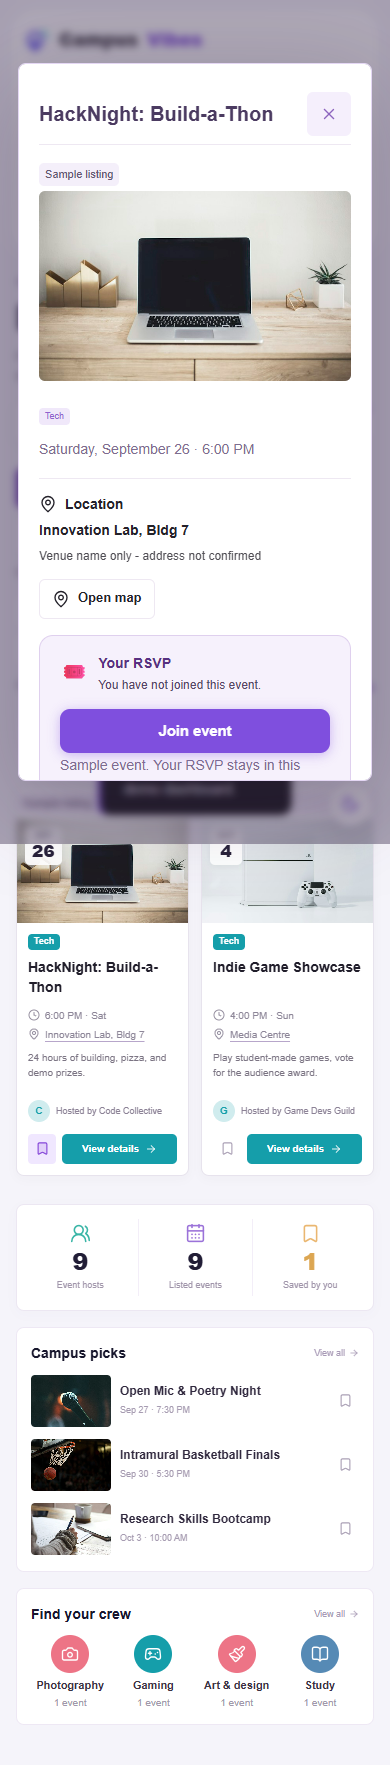 Campus Vibes
HackNight: Build-a-Thon
Sample listing
Tech
Saturday, September 26 · 6:00 PM
Location
Innovation Lab, Bldg 7
Venue name only - address not confirmed
Open map
Your RSVP
You have not joined this event.
Join event
Sample event. Your RSVP stays in this
26
4
Tech
Tech
HackNight: Build-a-
Thon
Indie Game Showcase
6:00 PM · Sat
4:00 PM · Sun
Innovation Lab, Bldg 7
Media Centre
24 hours of building, pizza, and
demo prizes.
Play student-made games, vote
for the audience award.
C
Hosted by Code Collective
G
Hosted by Game Devs Guild
View details
View details
9
Event hosts
9
Listed events
1
Saved by you
Campus picks
View all
Open Mic & Poetry Night
Sep 27 · 7:30 PM
Intramural Basketball Finals
Sep 30 · 5:30 PM
Research Skills Bootcamp
Oct 3 · 10:00 AM
Find your crew
View all
Photography
Gaming
Art & design
Study
1 event
1 event
1 event
1 event